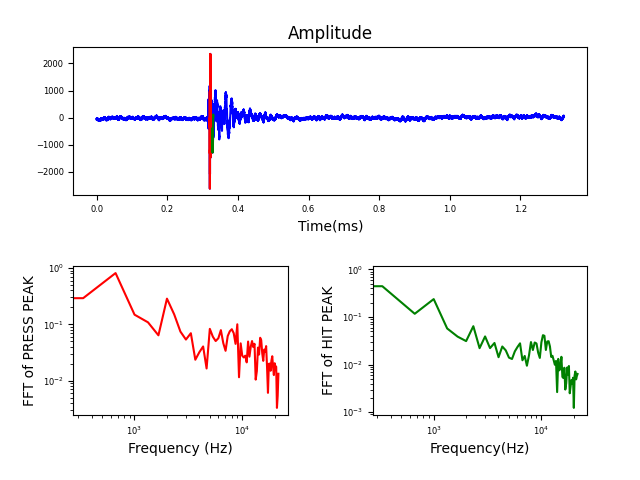 Amplitude
2000
1000
0
−1000
−2000
0.0 0.2 0.4 0.6 0.8 1.0 1.2
Time(ms)
FFT of PRESS PEAK
10⁰
10⁻¹
10⁻²
10³ 10⁴
Frequency (Hz)
FFT of HIT PEAK
10⁰
10⁻¹
10⁻²
10⁻³
10³ 10⁴
Frequency(Hz)